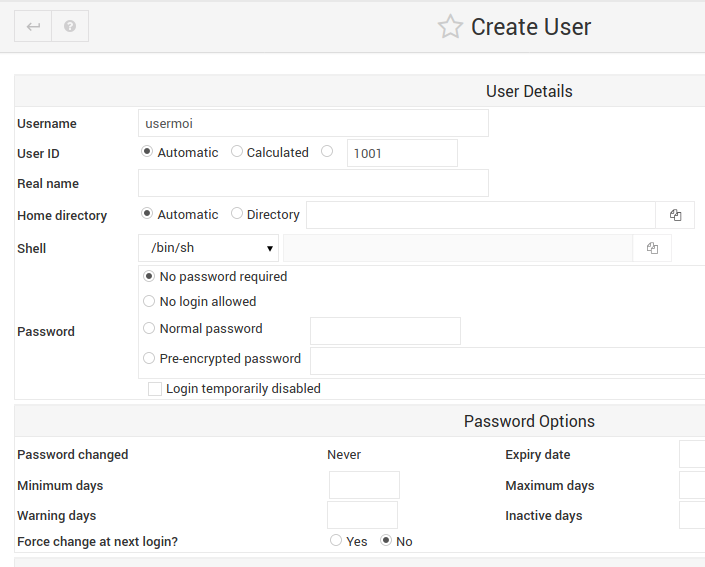 Create User
User Details
Username usermoi
User ID Automatic Calculated 1001
Real name
Home directory Automatic Directory
Shell /bin/sh
No password required
No login allowed
Password Normal password
Pre-encrypted password
Login temporarily disabled
Password Options
Password changed Never Expiry date
Minimum days Maximum days
Warning days Inactive days
Force change at next login? Yes No